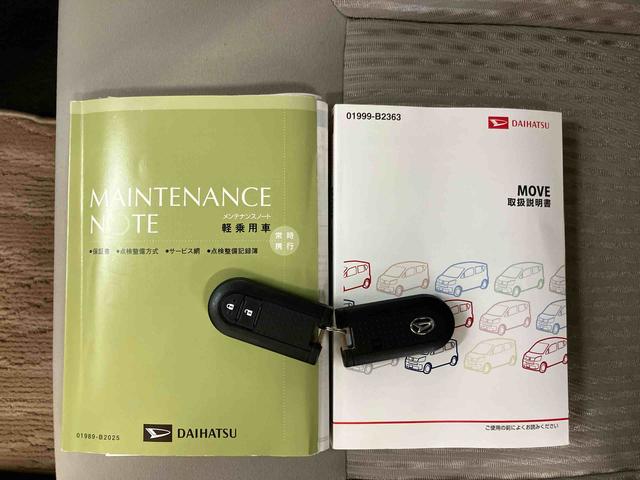 MAINTENANCE
NOTE
メンテナンスノート
軽乗用車
常時
携行
●保証書 ●点検整備方式 ●サービス網 ●点検整備記録簿
01989-B2025
DAIHATSU
01999-B2363
DAIHATSU
MOVE
取扱説明書
ご使用の前によくお読みください